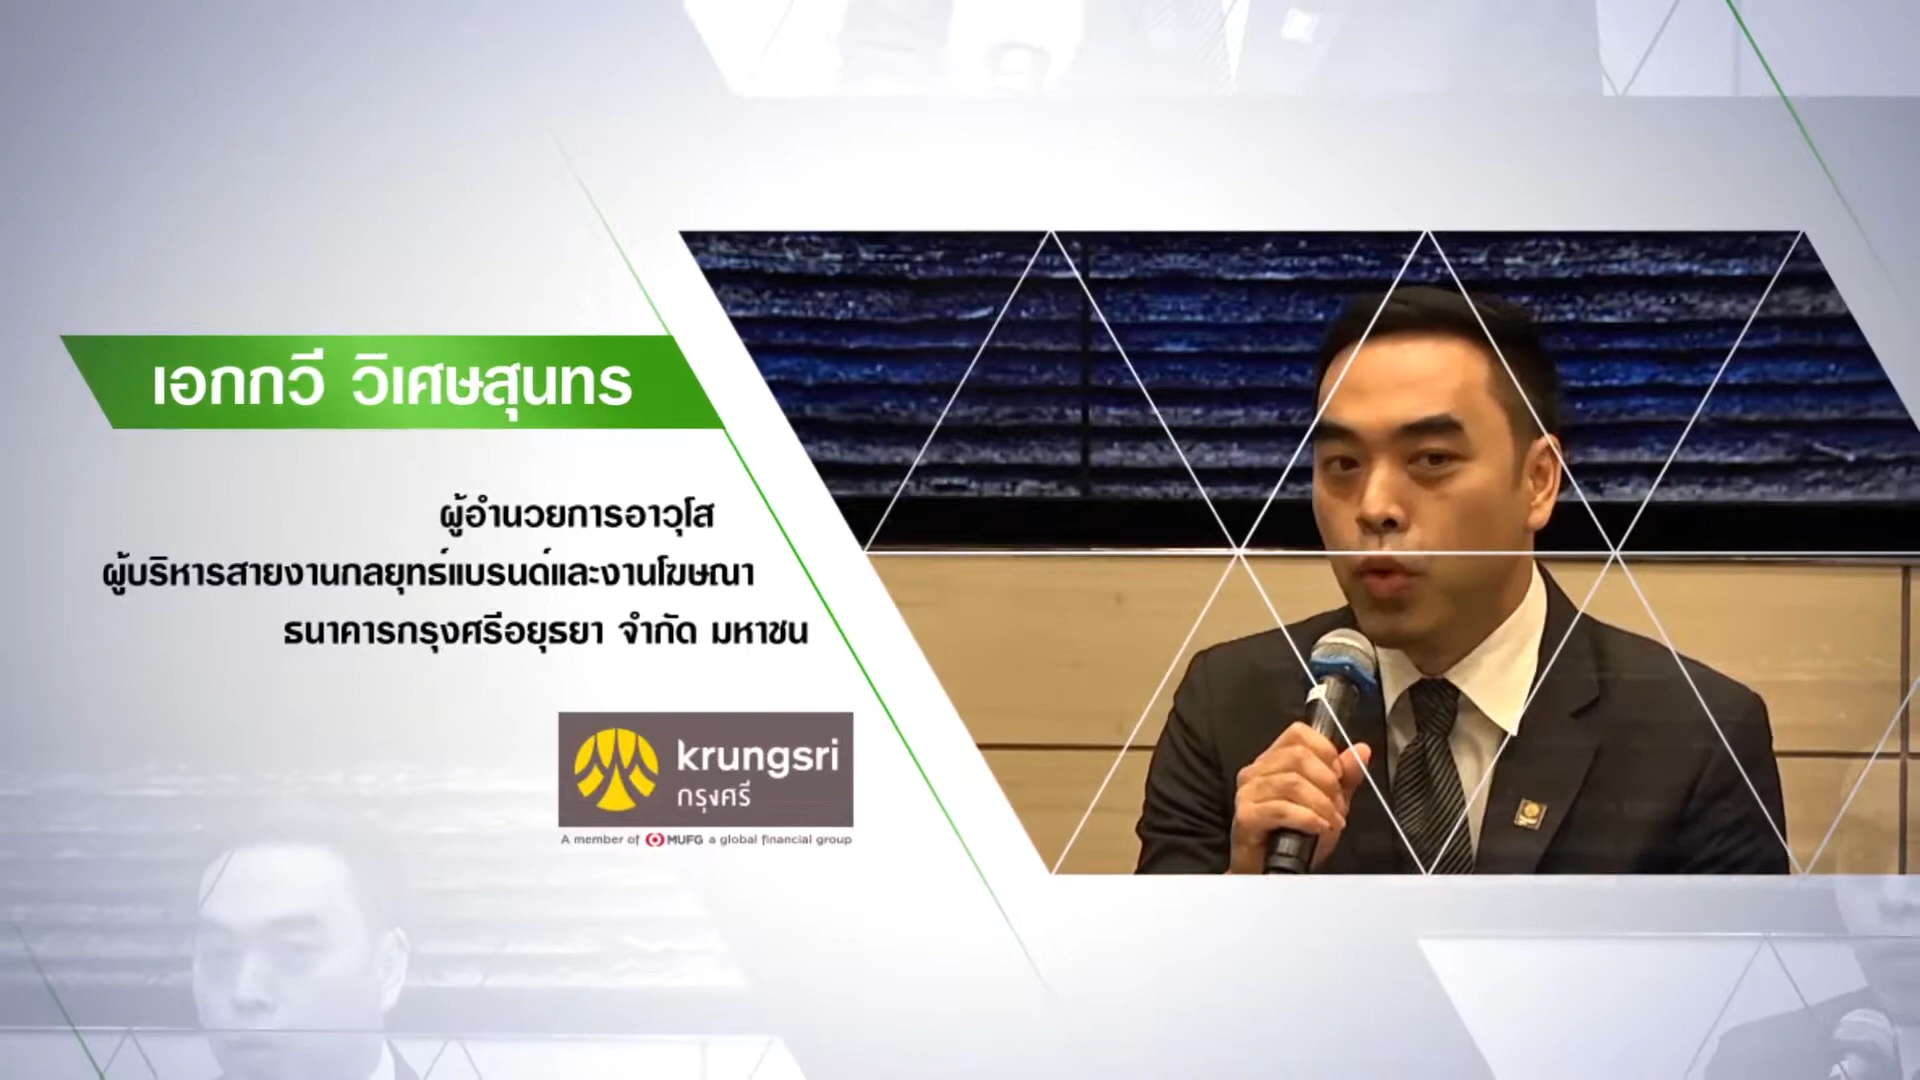 เอกกวี วิเศษสุนทร
ผู้อำนวยการอาวุโส
ผู้บริหารสายงานกลยุทธ์แบรนด์และงานโฆษณา
ธนาคารกรุงศรีอยุธยา จำกัด มหาชน
krungsri
กรุงศรี
A member of MUFG a global financial group